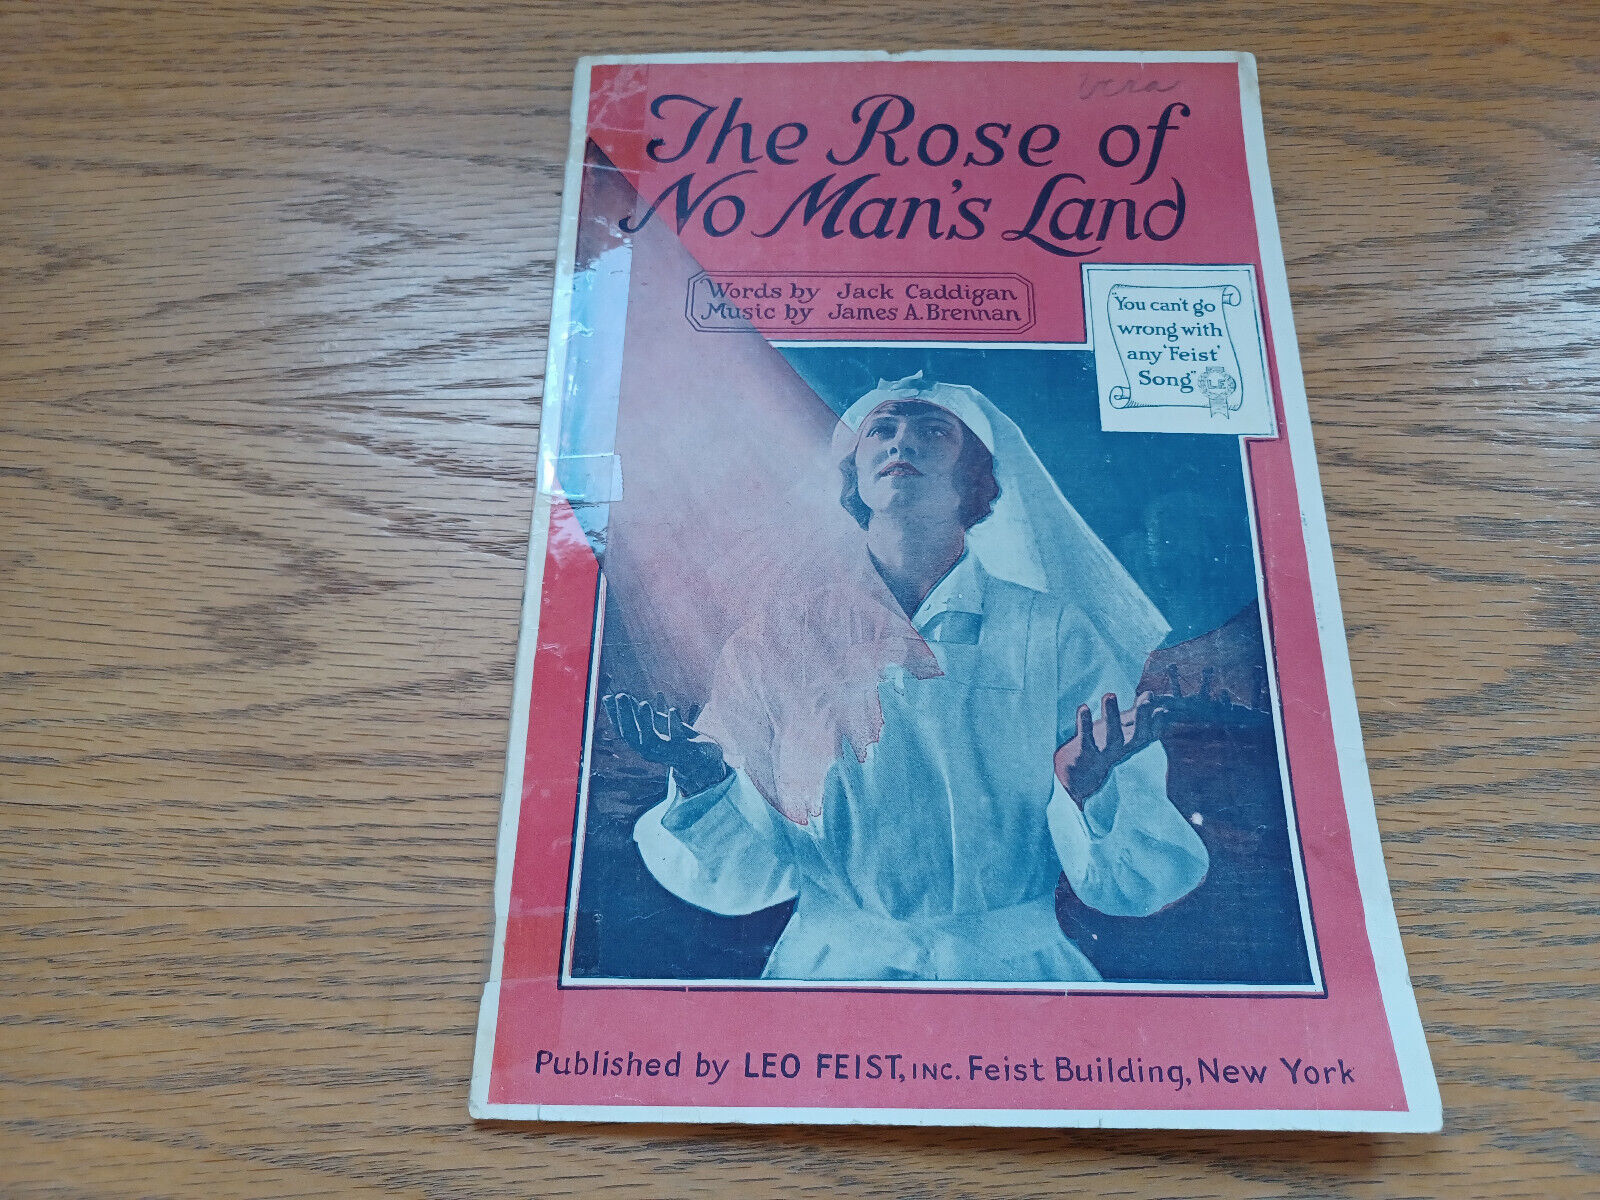 Vera
The Rose of
No Man's Land
Words by Jack Caddigan
Music by James A. Brennan
"You can't go
wrong with
any 'Feist'
Song"
L.F.
Published by LEO FEIST, INC. Feist Building, New York